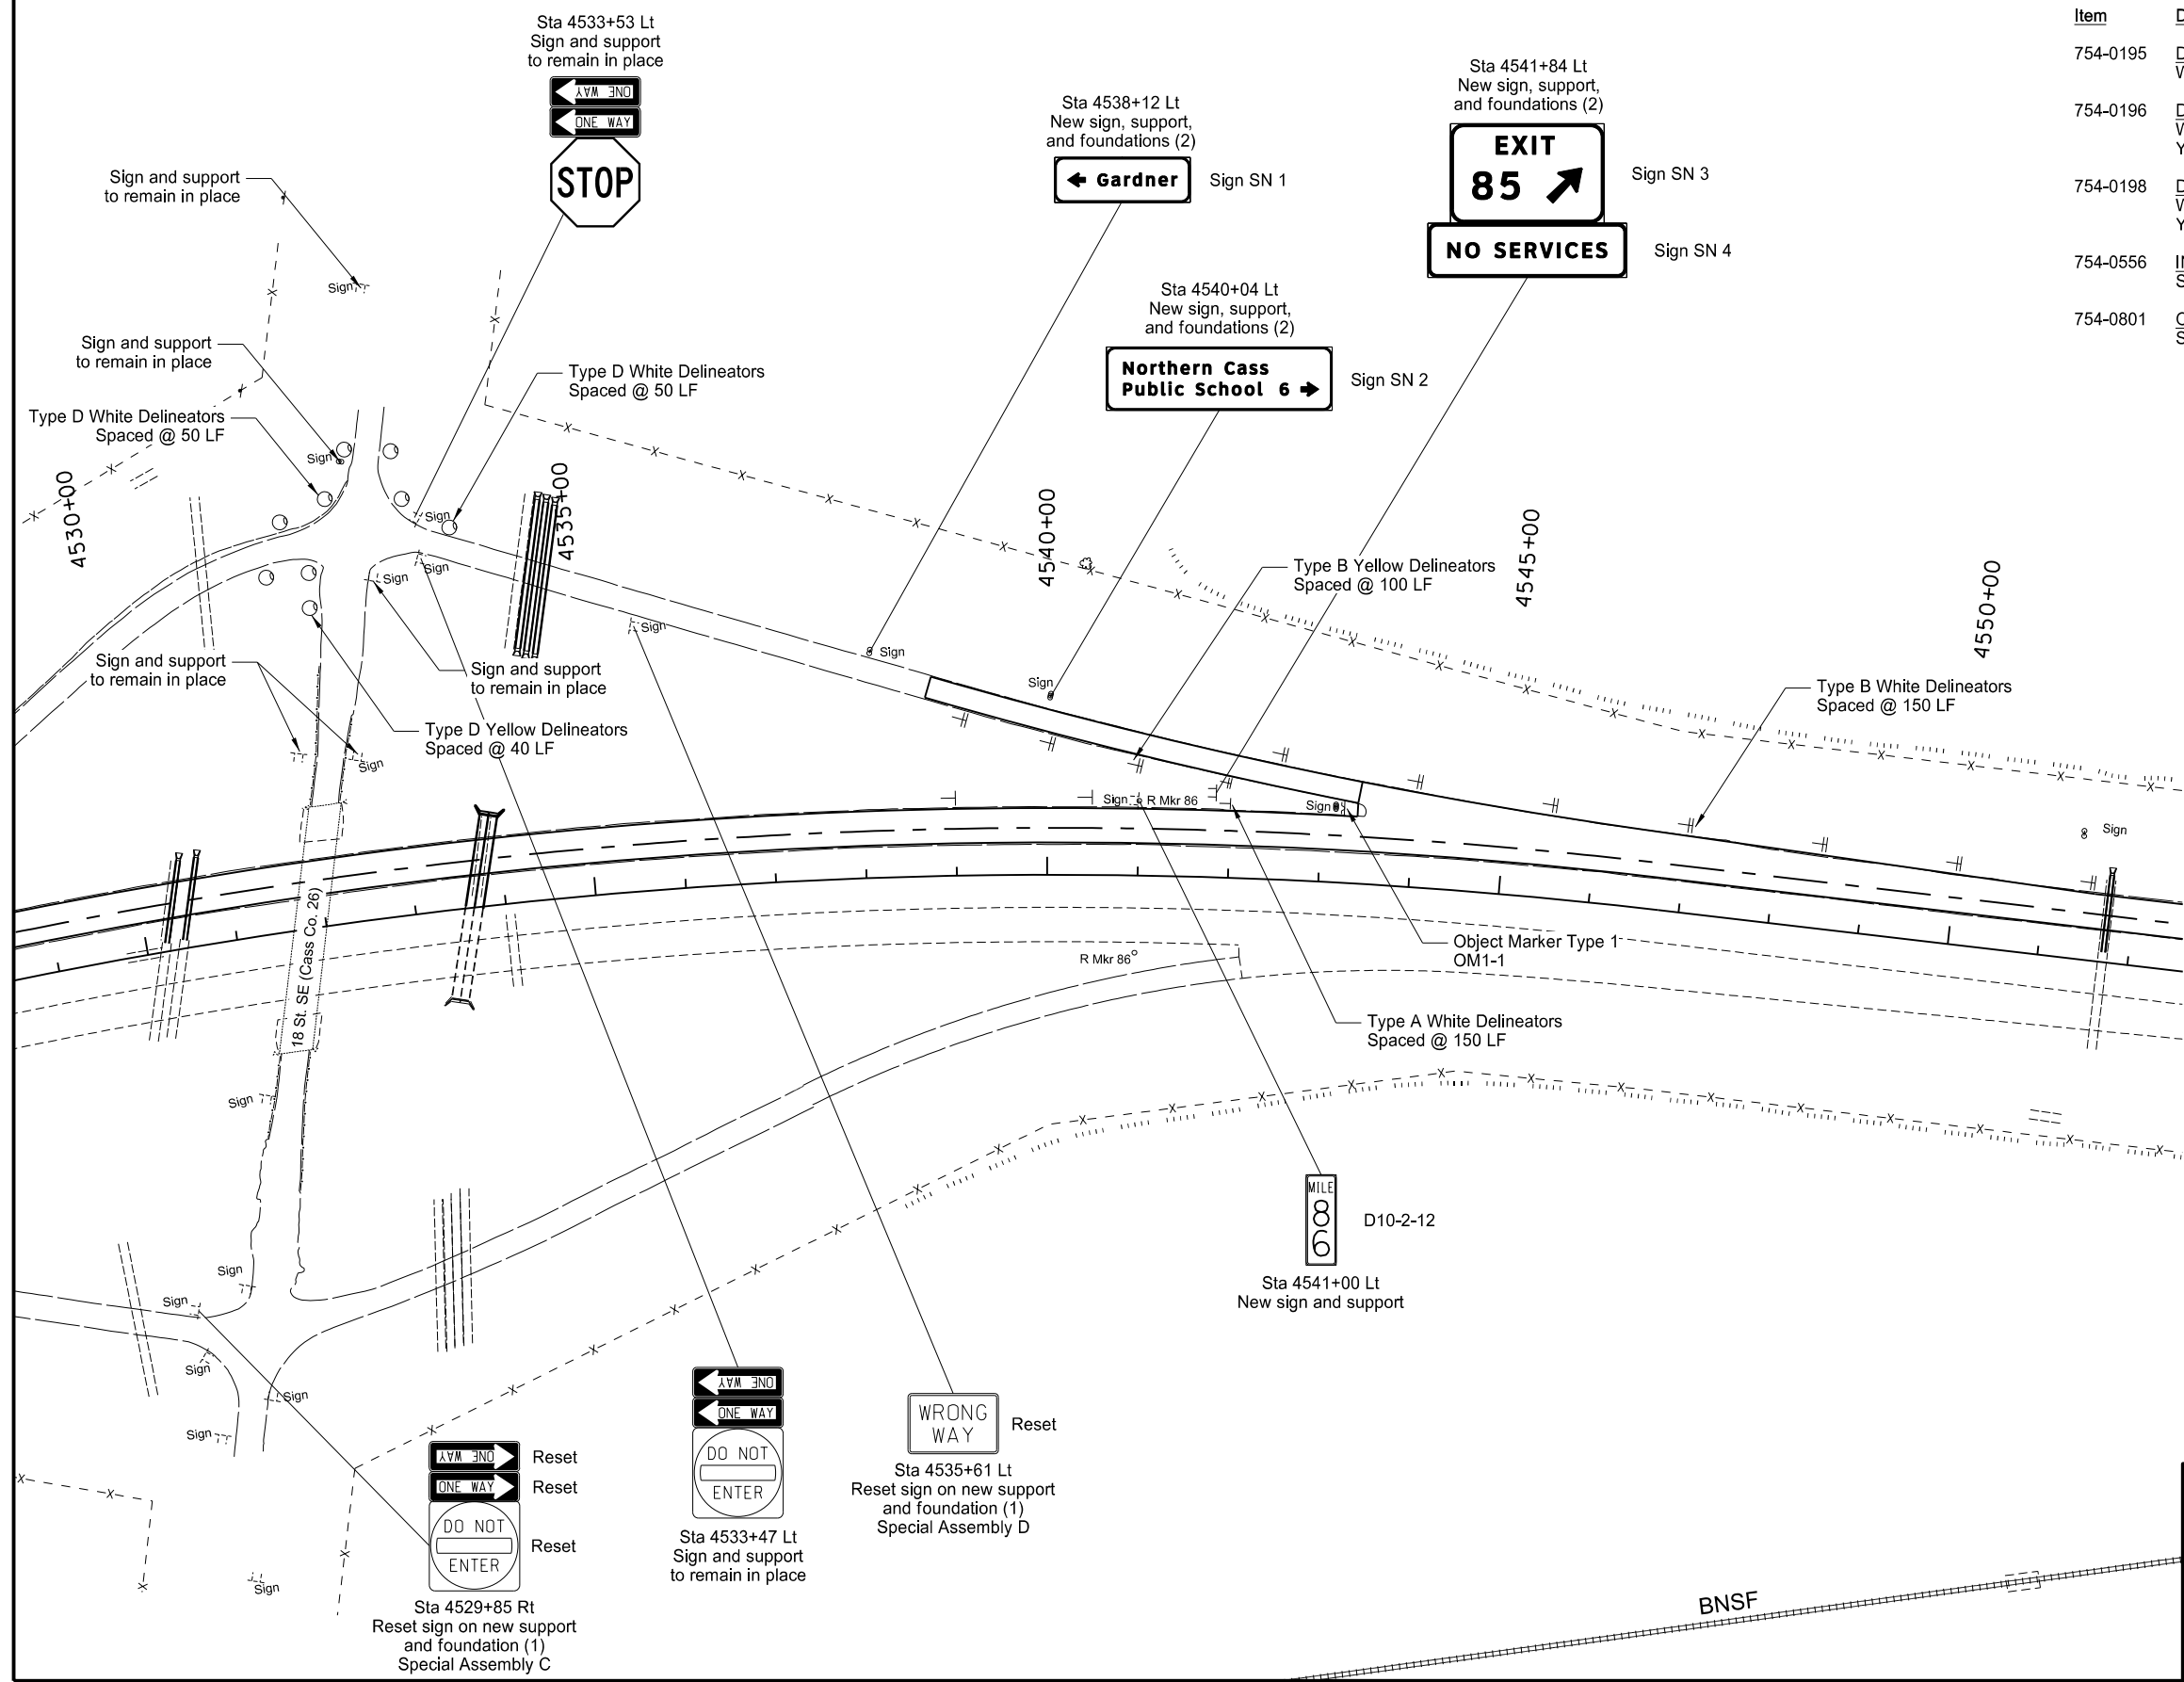 Sta 4533+53 Lt
Sign and support
to remain in place
ONE WAY
ONE WAY
STOP
Sta 4538+12 Lt
New sign, support,
and foundations (2)
Gardner
Sign SN 1
Sta 4541+84 Lt
New sign, support,
and foundations (2)
EXIT
85
Sign SN 3
NO SERVICES
Sign SN 4
Item
754-0195
754-0196
754-0198
754-0556
754-0801
Sign and support
to remain in place
Sign
Sta 4540+04 Lt
New sign, support,
and foundations (2)
Northern Cass
Public School 6
Sign SN 2
Sign and support
to remain in place
Type D White Delineators
Spaced @ 50 LF
Type D White Delineators
Spaced @ 50 LF
Sign
Sign
4530+00
4535+00
4540+00
4545+00
4550+00
Sign
Sign
Sign
Sign
Sign
Type B Yellow Delineators
Spaced @ 100 LF
Sign and support
to remain in place
Sign and support
to remain in place
Type B White Delineators
Spaced @ 150 LF
Type D Yellow Delineators
Spaced @ 40 LF
Sign
Sign
R Mkr 86
Sign
Sign
18 St. SE (Cass Co. 26)
R Mkr 86
Object Marker Type 1
OM1-1
Type A White Delineators
Spaced @ 150 LF
Sign
MILE
8
6
D10-2-12
Sta 4541+00 Lt
New sign and support
Sign
Sign
Sign
Sign
Sign
Sign
ONE WAY
ONE WAY
DO NOT
ENTER
Sta 4533+47 Lt
Sign and support
to remain in place
WRONG
WAY
Reset
Sta 4535+61 Lt
Reset sign on new support
and foundation (1)
Special Assembly D
ONE WAY
Reset
ONE WAY
Reset
DO NOT
ENTER
Reset
Sta 4529+85 Rt
Reset sign on new support
and foundation (1)
Special Assembly C
BNSF